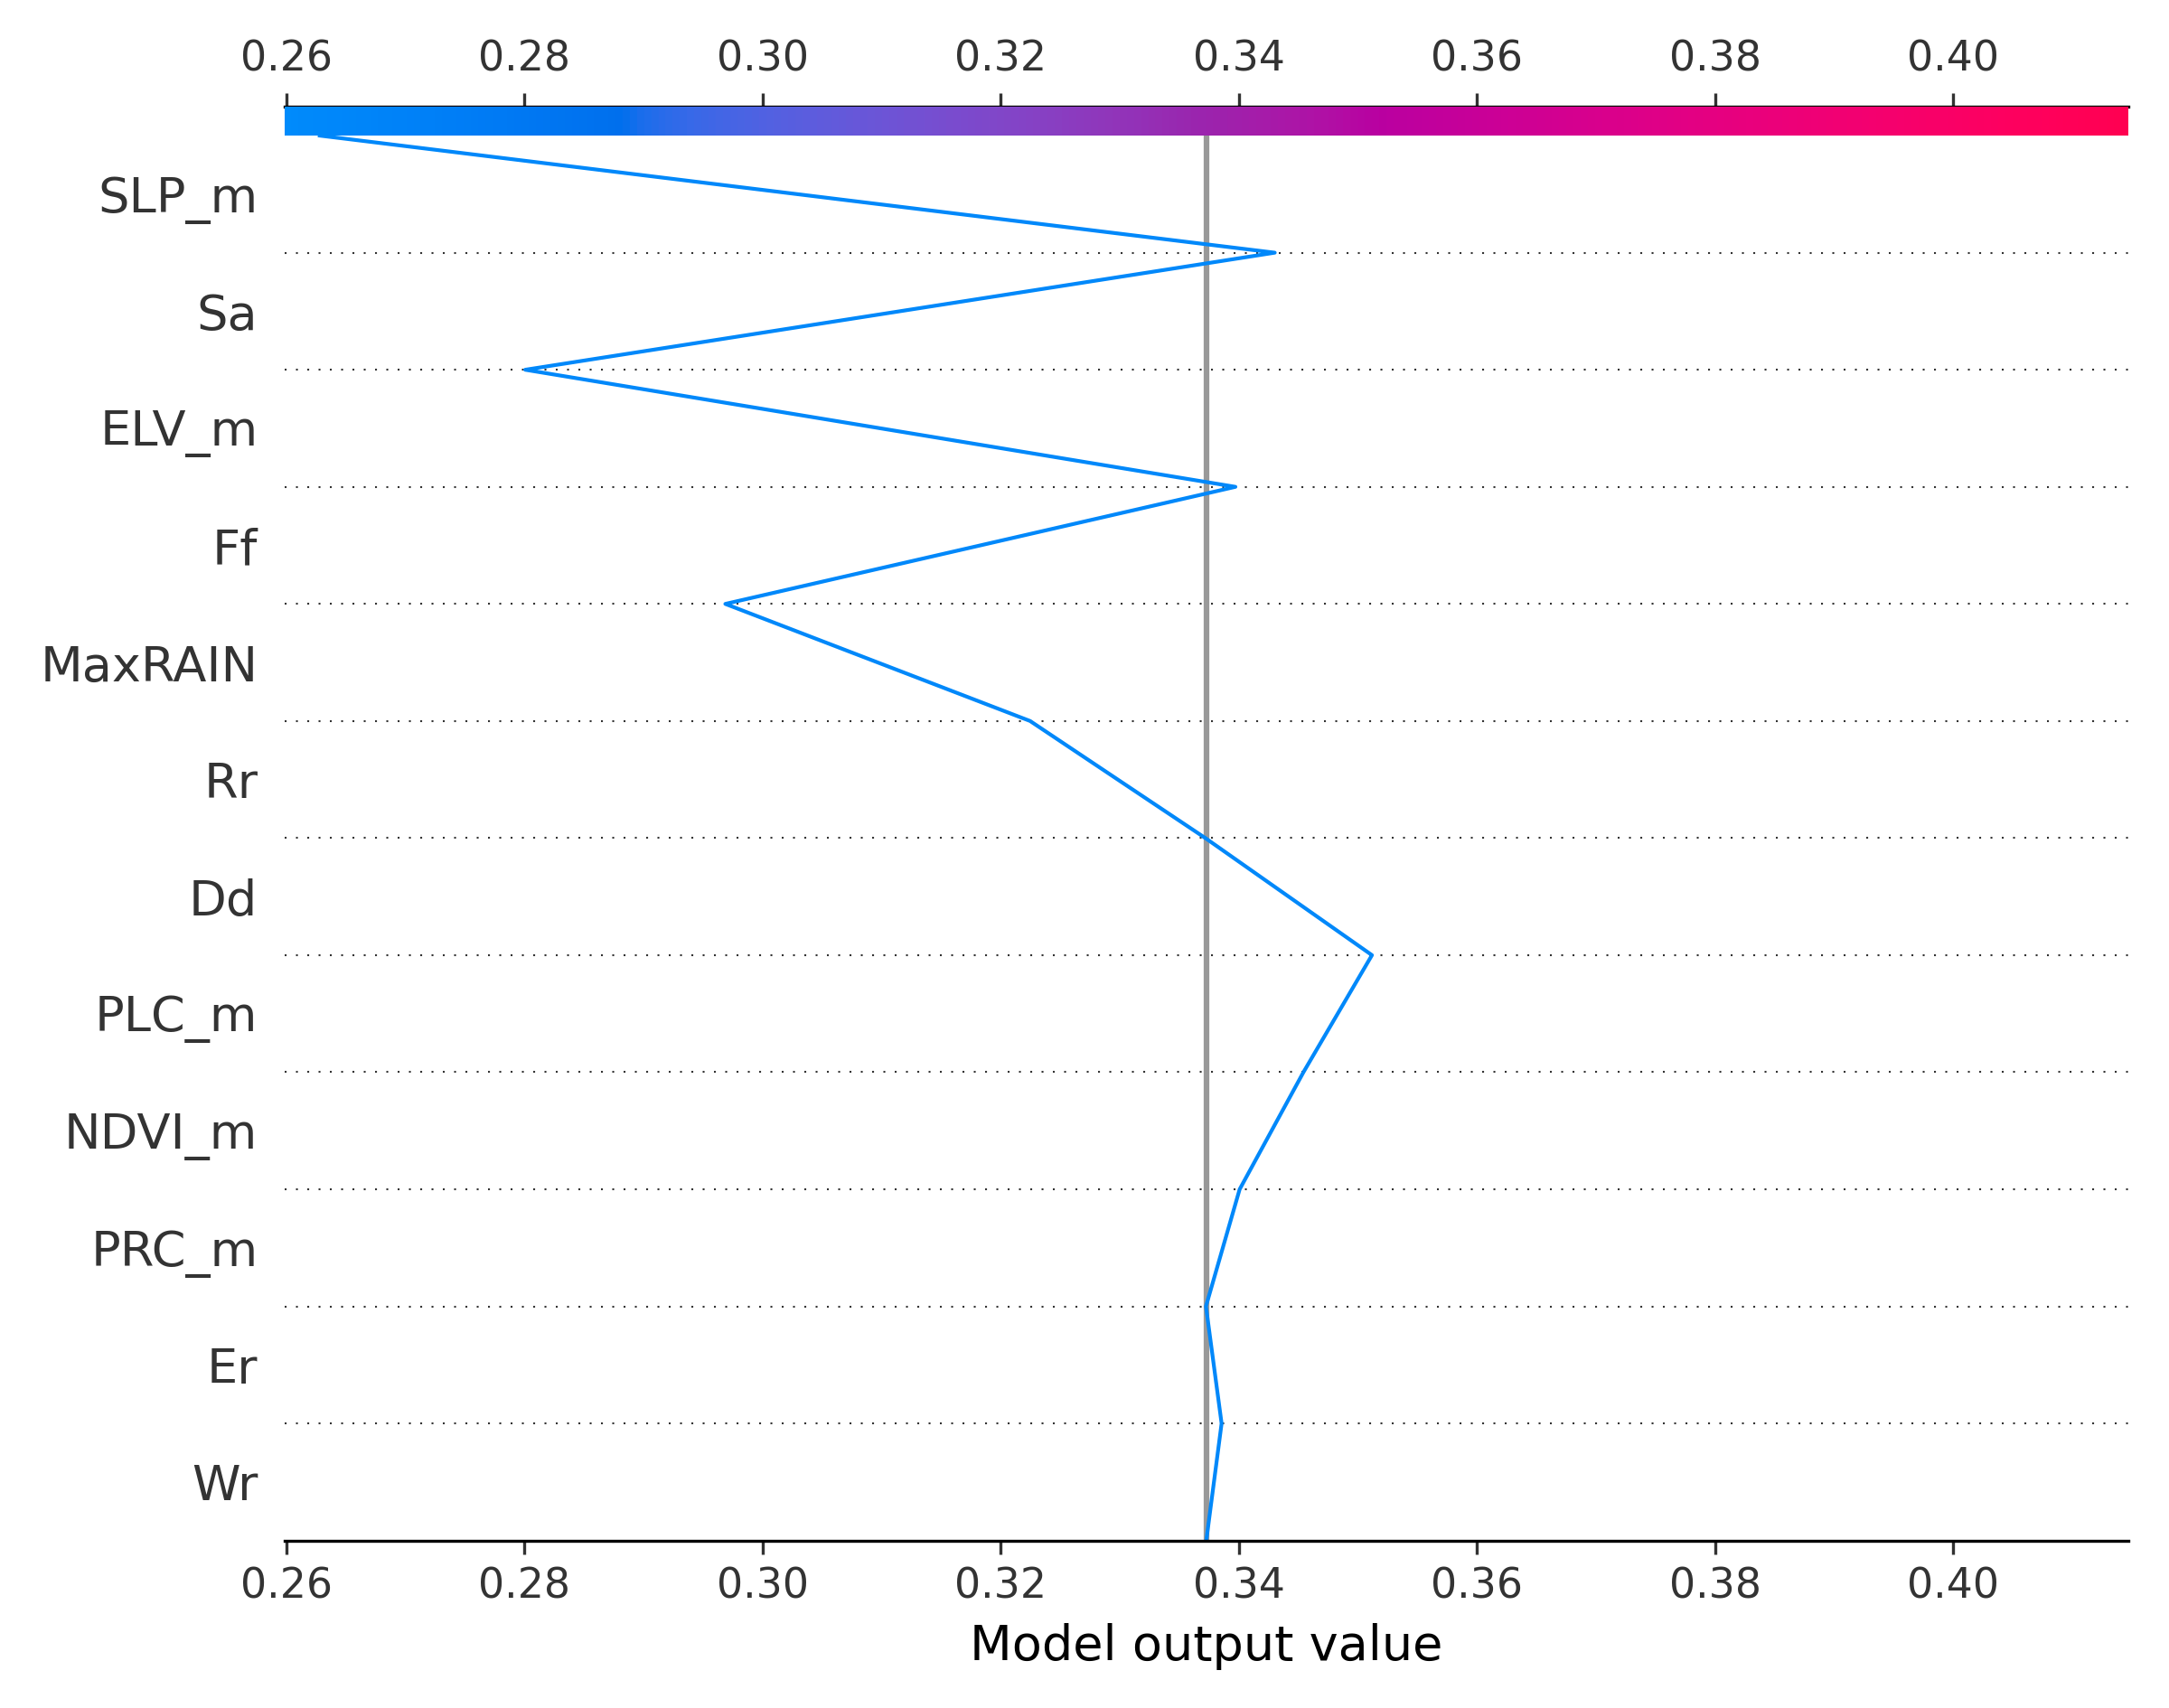 0.26 0.28 0.30 0.32 0.34 0.36 0.38 0.40
SLP_m
Sa
ELV_m
Ff
MaxRAIN
Rr
Dd
PLC_m
NDVI_m
PRC_m
Er
Wr
0.26 0.28 0.30 0.32 0.34 0.36 0.38 0.40
Model output value